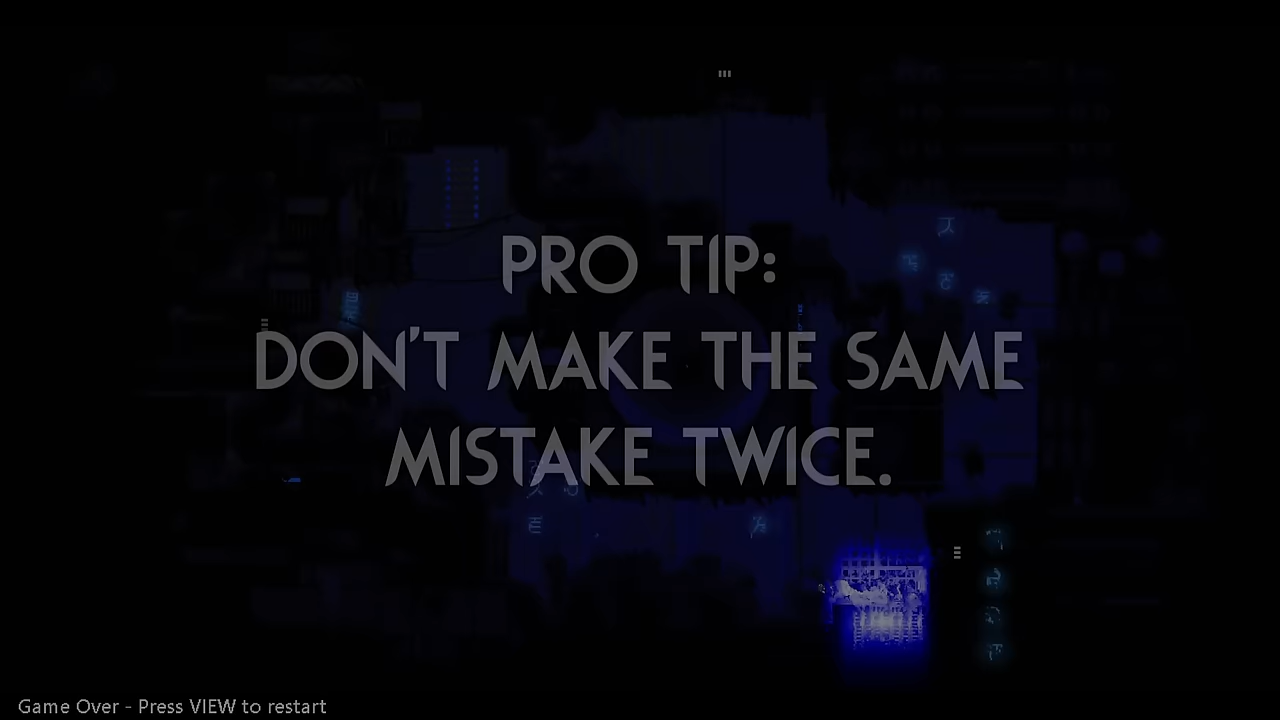 PRO TIP:
DON'T MAKE THE SAME
MISTAKE TWICE.
Game Over - Press VIEW to restart